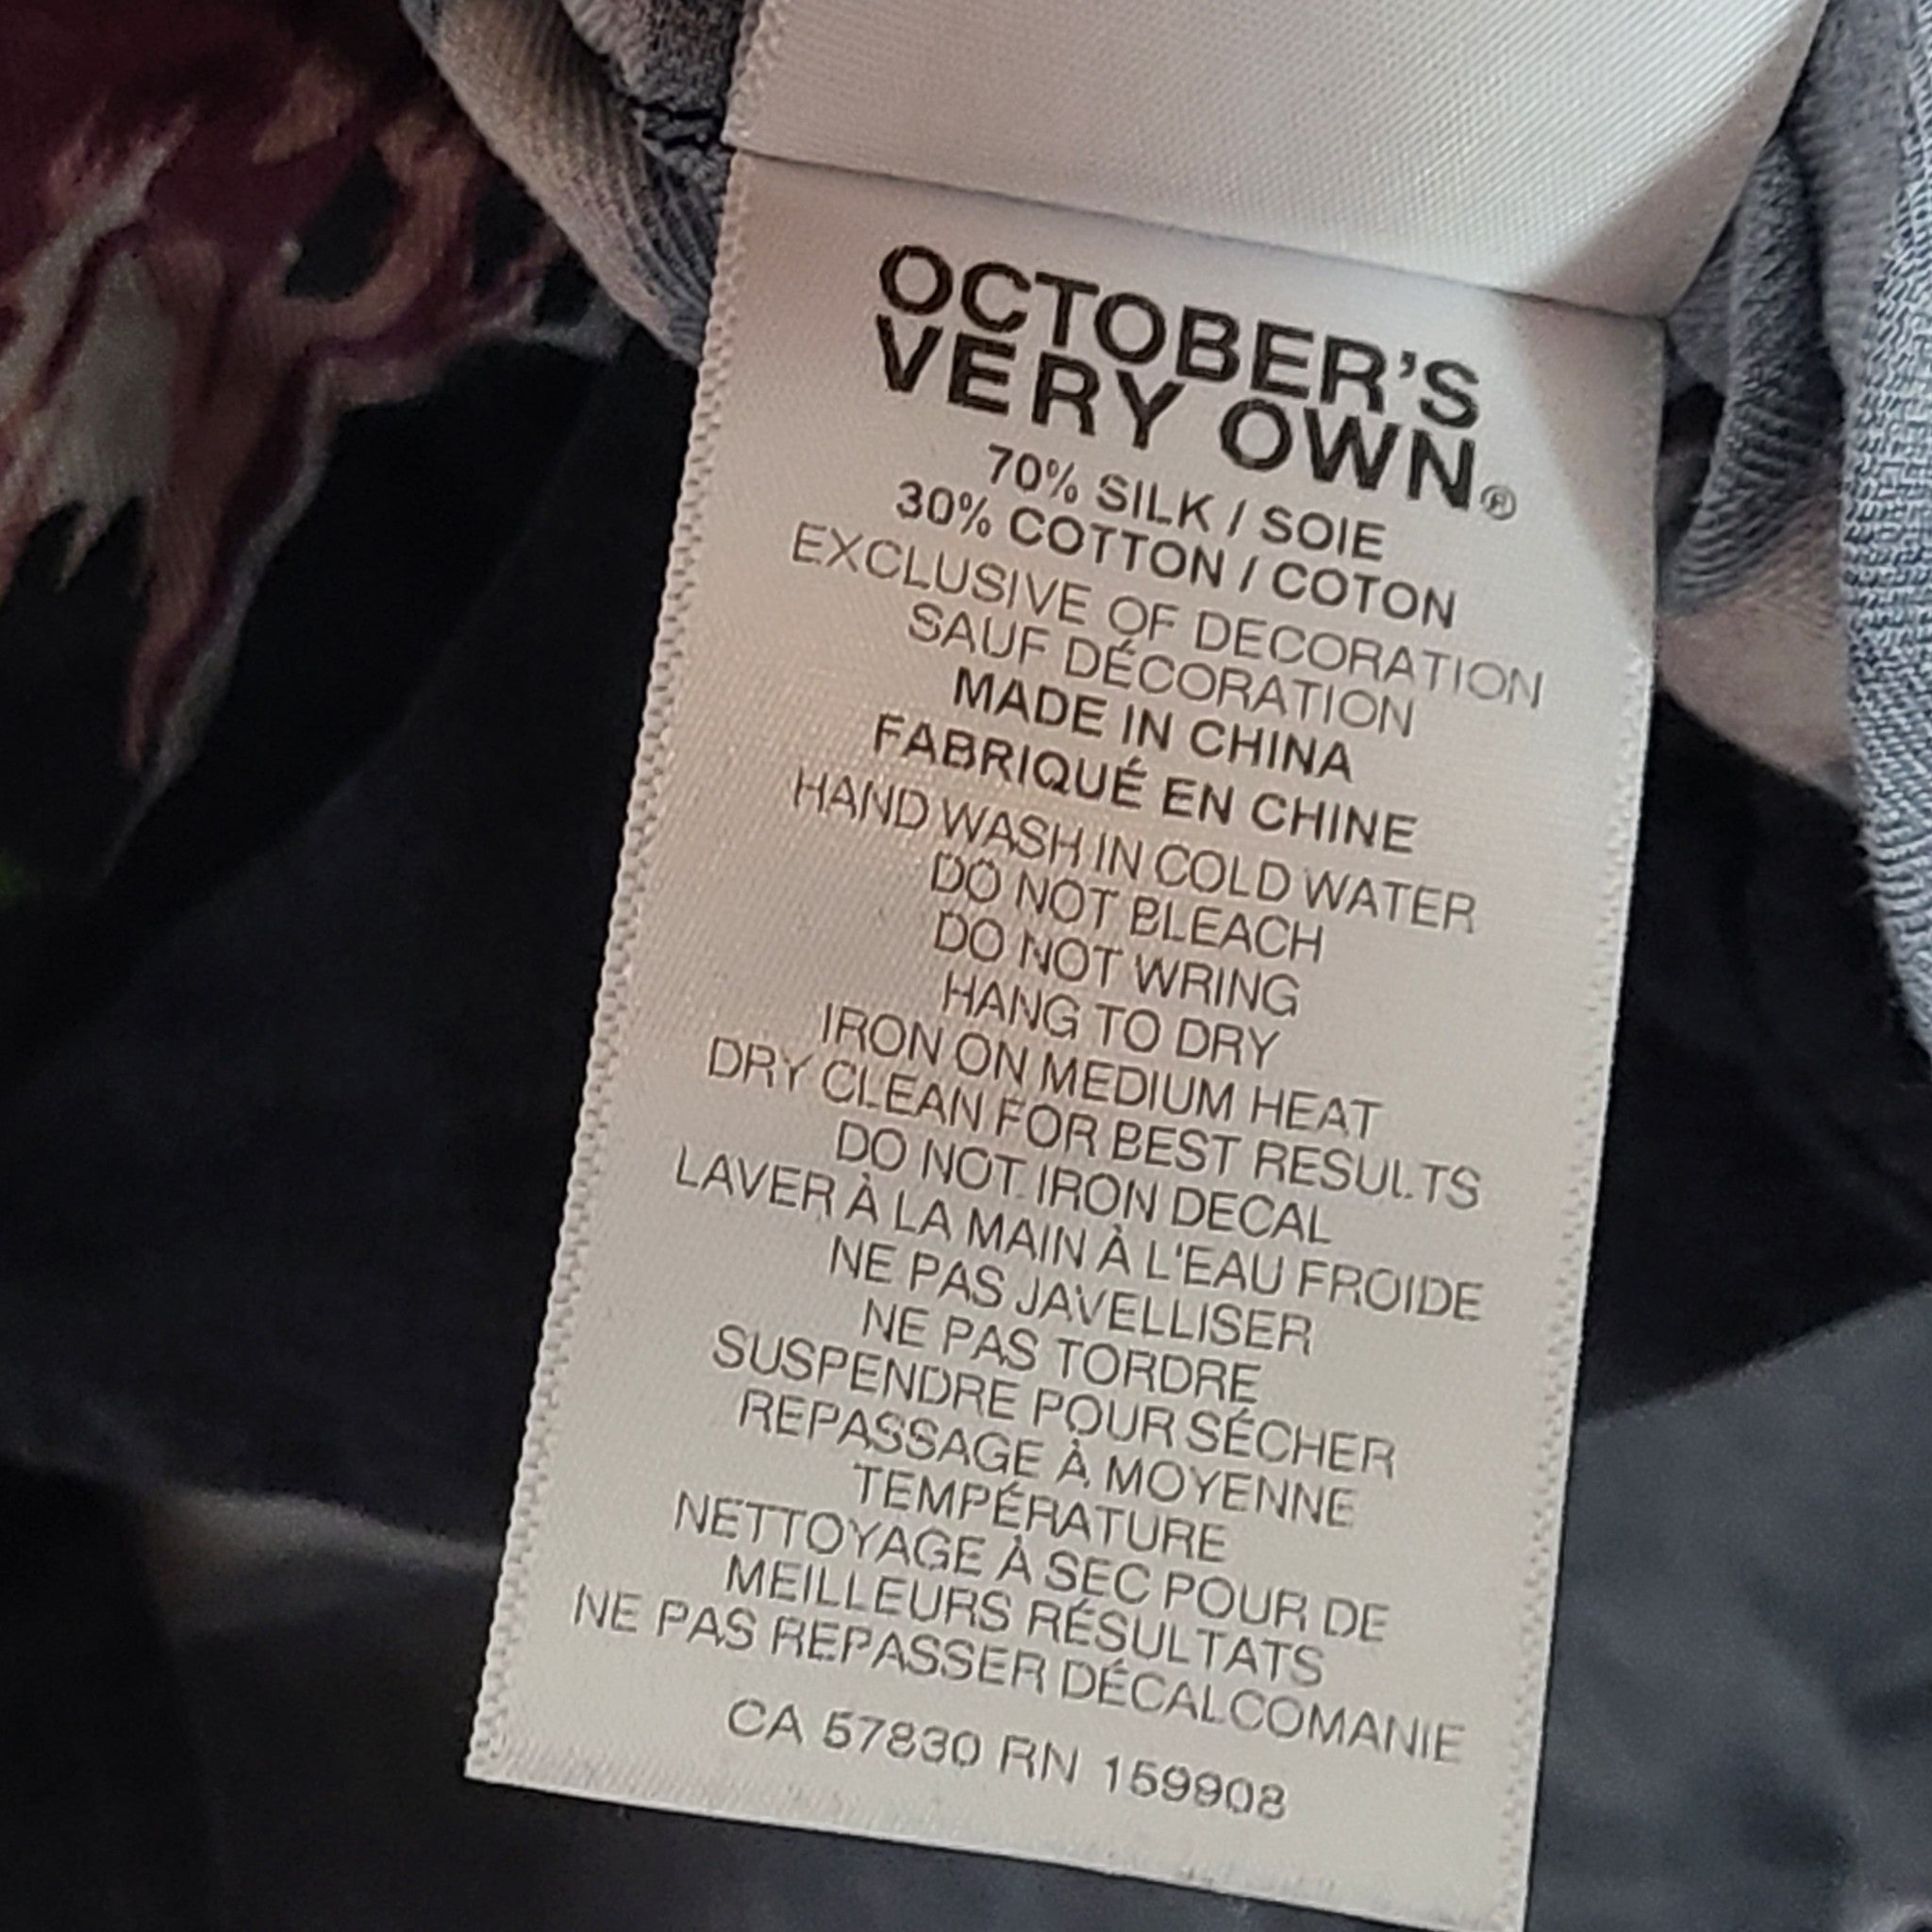 OCTOBER'S
VERY OWN®
70% SILK / SOIE
30% COTTON / COTON
EXCLUSIVE OF DECORATION
SAUF DÉCORATION
MADE IN CHINA
FABRIQUÉ EN CHINE
HAND WASH IN COLD WATER
DO NOT BLEACH
DO NOT WRING
HANG TO DRY
IRON ON MEDIUM HEAT
DRY CLEAN FOR BEST RESULTS
DO NOT IRON DECAL
LAVER À LA MAIN À L'EAU FROIDE
NE PAS JAVELLISER
NE PAS TORDRE
SUSPENDRE POUR SÉCHER
REPASSAGE À MOYENNE
TEMPÉRATURE
NETTOYAGE À SEC POUR DE
MEILLEURS RÉSULTATS
NE PAS REPASSER DÉCALCOMANIE
CA 57830 RN 159908